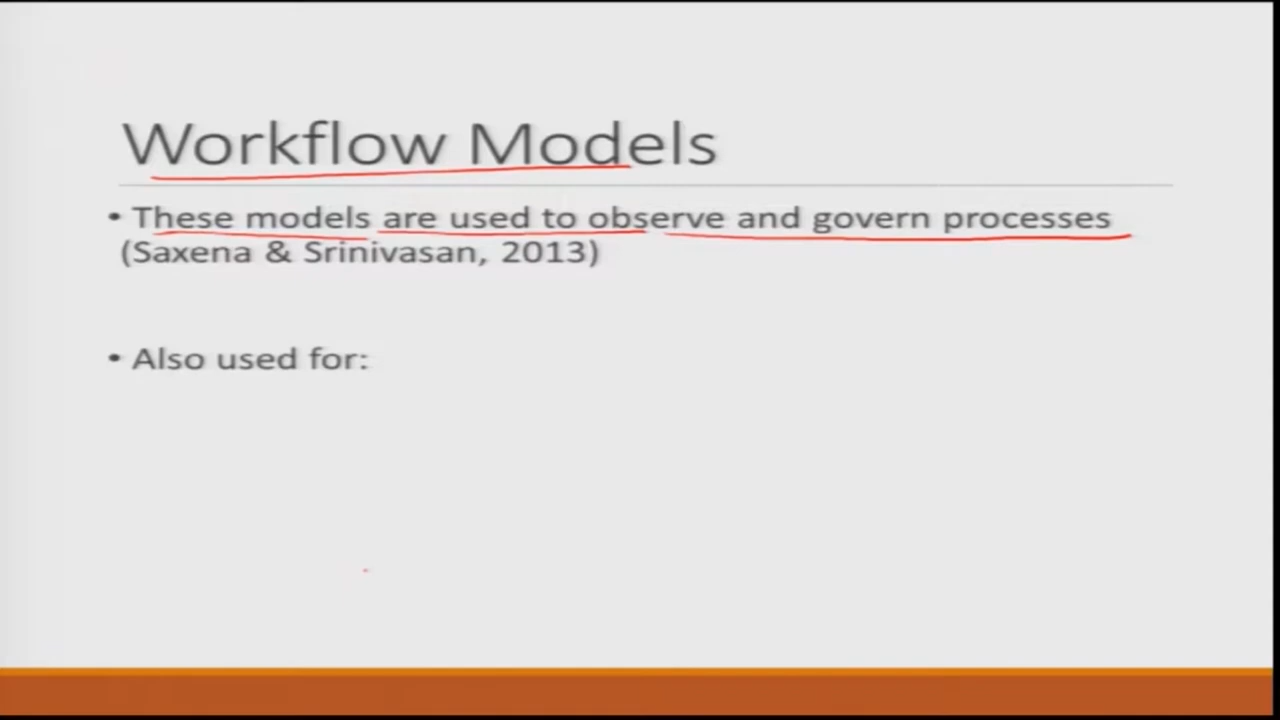 Workflow Models
• These models are used to observe and govern processes
(Saxena & Srinivasan, 2013)
• Also used for: